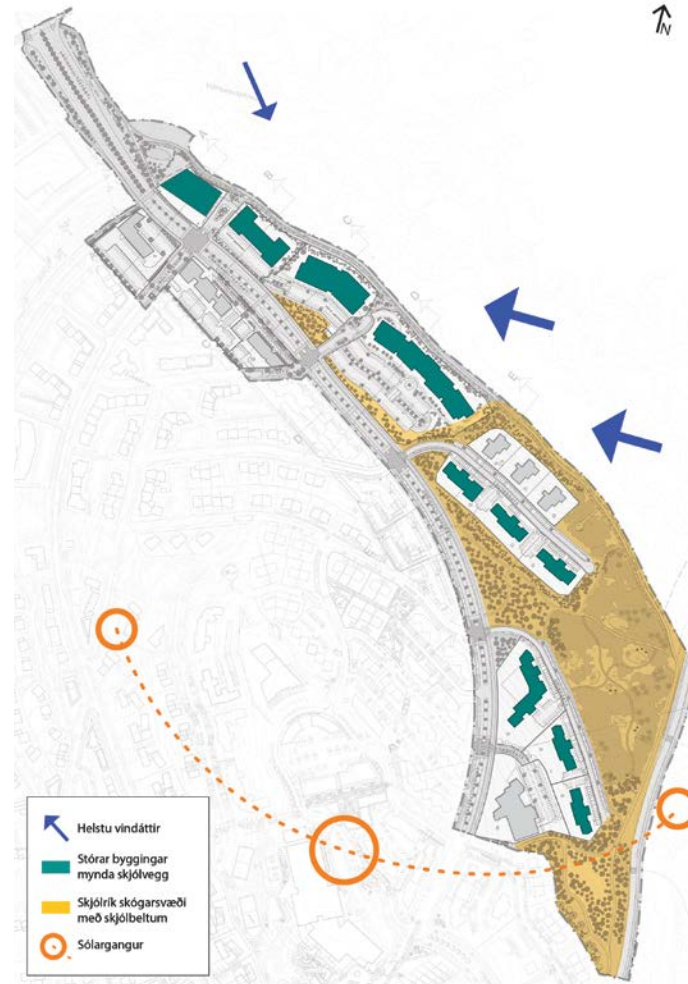 N
A
B
C
D
E
Helstu vindáttir
Stórar byggingar
mynda skjólvegg
Skjólrík skógarsvæði
með skjólbeltum
Sólargangur